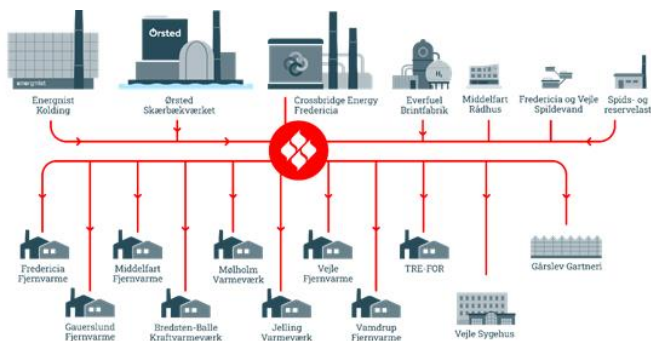 Ørsted
energnist
H₂
Energnist
Kolding
Ørsted
Skærbækværket
Crossbridge Energy
Fredericia
Everfuel
Brintfabrik
Middelfart
Rådhus
Fredericia og Vejle
Spildevand
Spids- og
reservelast
Fredericia
Fjernvarme
Middelfart
Fjernvarme
Mølholm
Varmeværk
Vejle
Fjernvarme
TRE-FOR
Gårslev Gartneri
Gauerslund
Fjernvarme
Bredsten-Balle
Kraftvarmeværk
Jelling
Varmeværk
Vamdrup
Fjernvarme
Vejle Sygehus